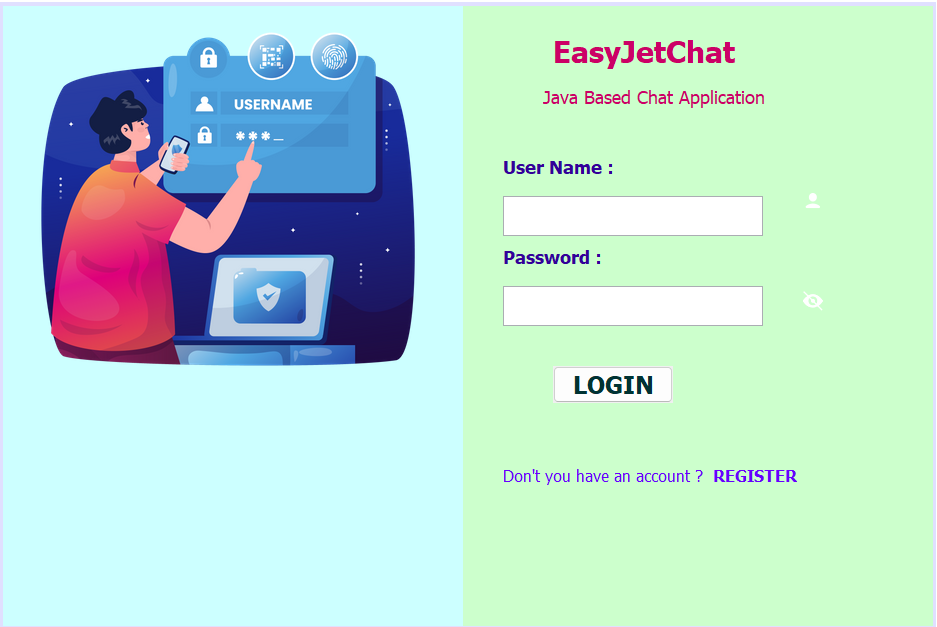 USERNAME
***_
EasyJetChat
Java Based Chat Application
User Name :
Password :
LOGIN
Don't you have an account ? REGISTER